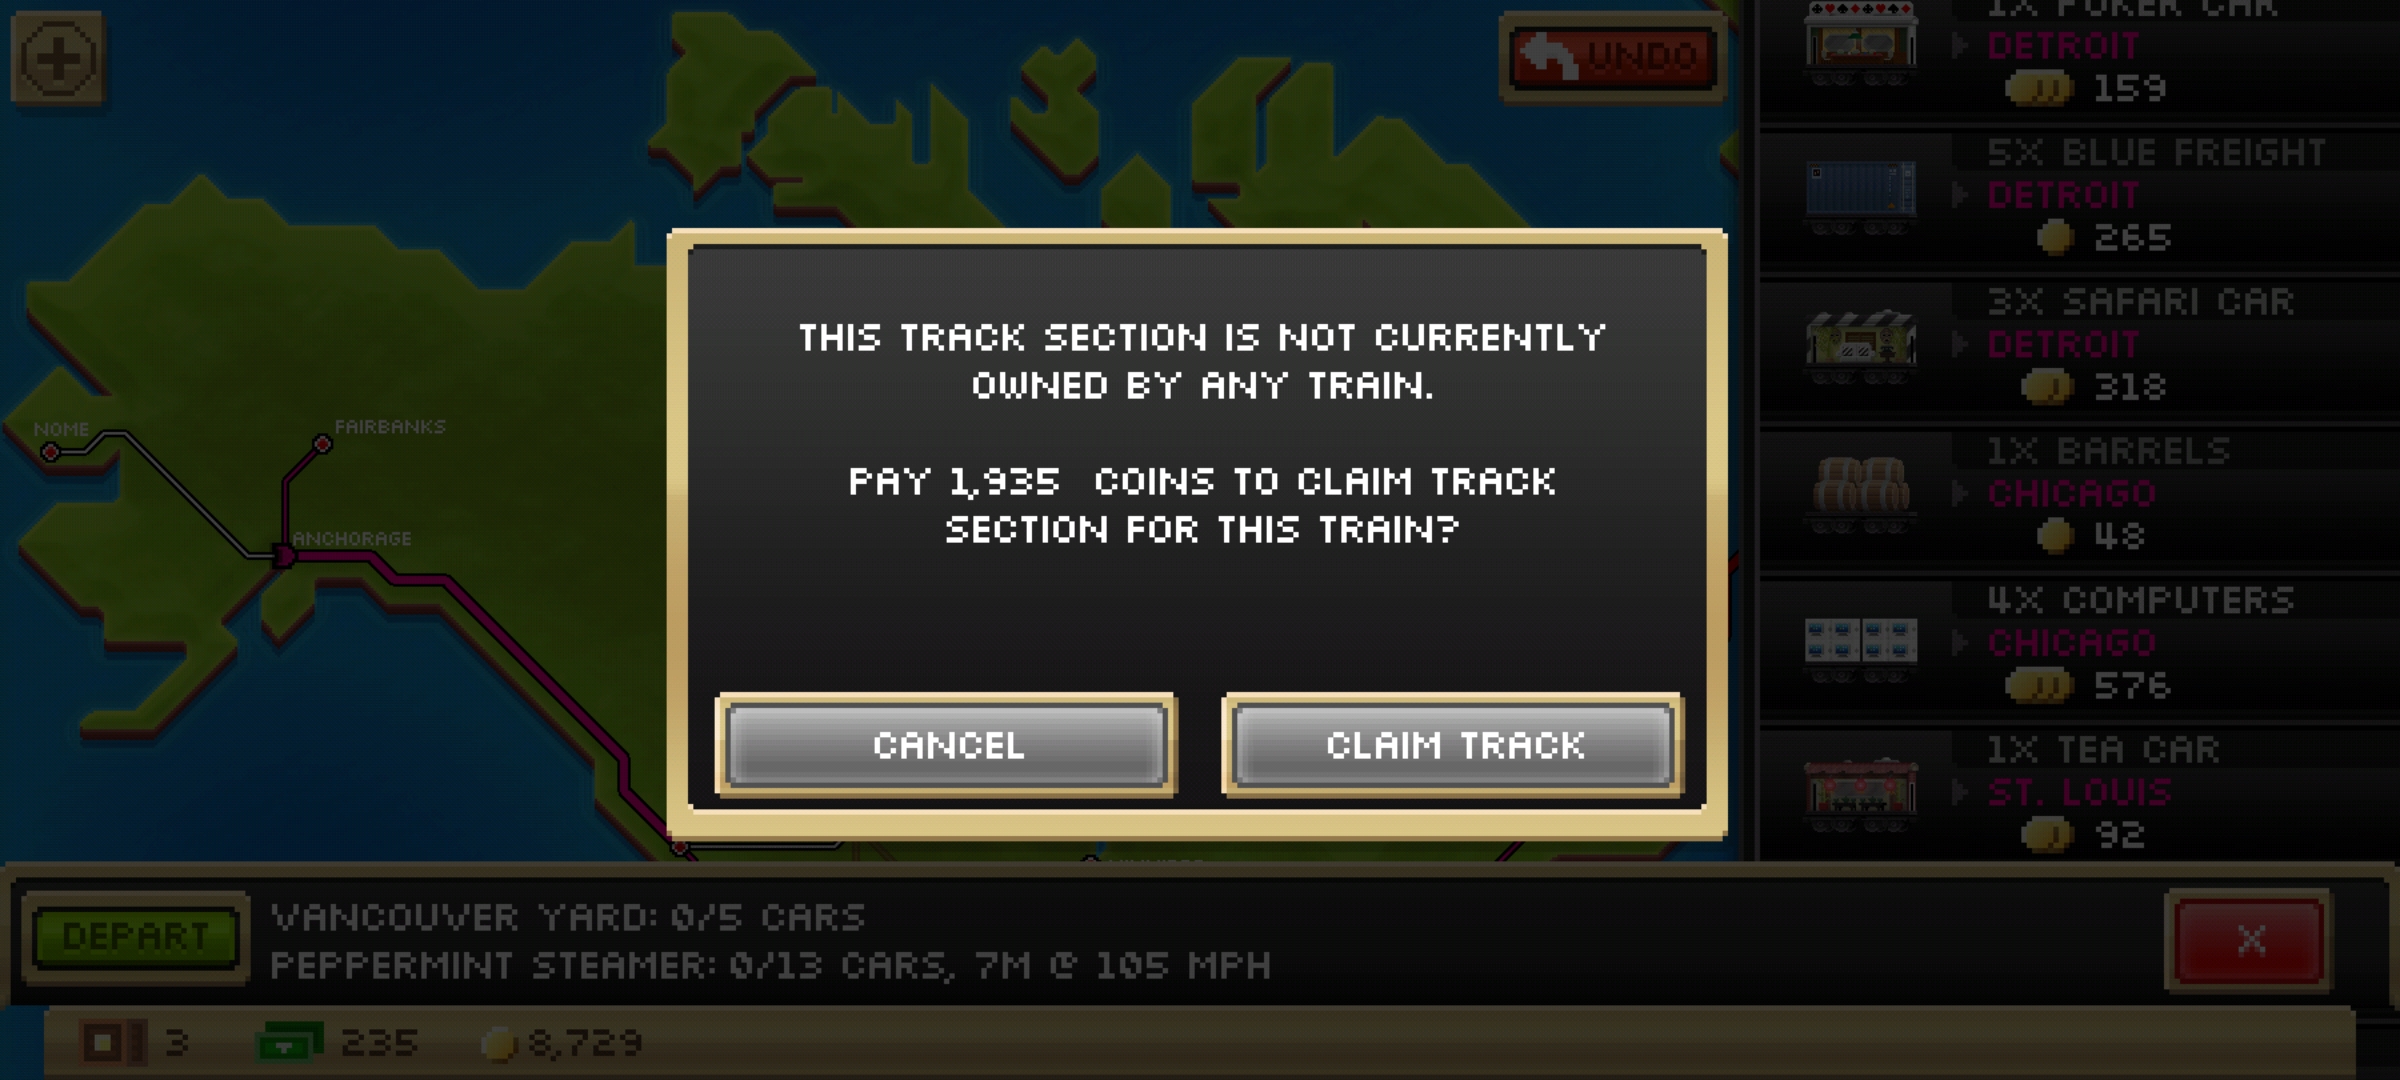 UNDO
1X POKER CAR
DETROIT
159
5X BLUE FREIGHT
DETROIT
265
3X SAFARI CAR
DETROIT
318
1X BARRELS
CHICAGO
48
4X COMPUTERS
CHICAGO
576
1X TEA CAR
ST. LOUIS
92
NOME
FAIRBANKS
ANCHORAGE
THIS TRACK SECTION IS NOT CURRENTLY
OWNED BY ANY TRAIN.
PAY 1,935 COINS TO CLAIM TRACK
SECTION FOR THIS TRAIN?
CANCEL
CLAIM TRACK
DEPART
VANCOUVER YARD: 0/5 CARS
PEPPERMINT STEAMER: 0/13 CARS, 7M @ 105 MPH
X
3
235
8,729